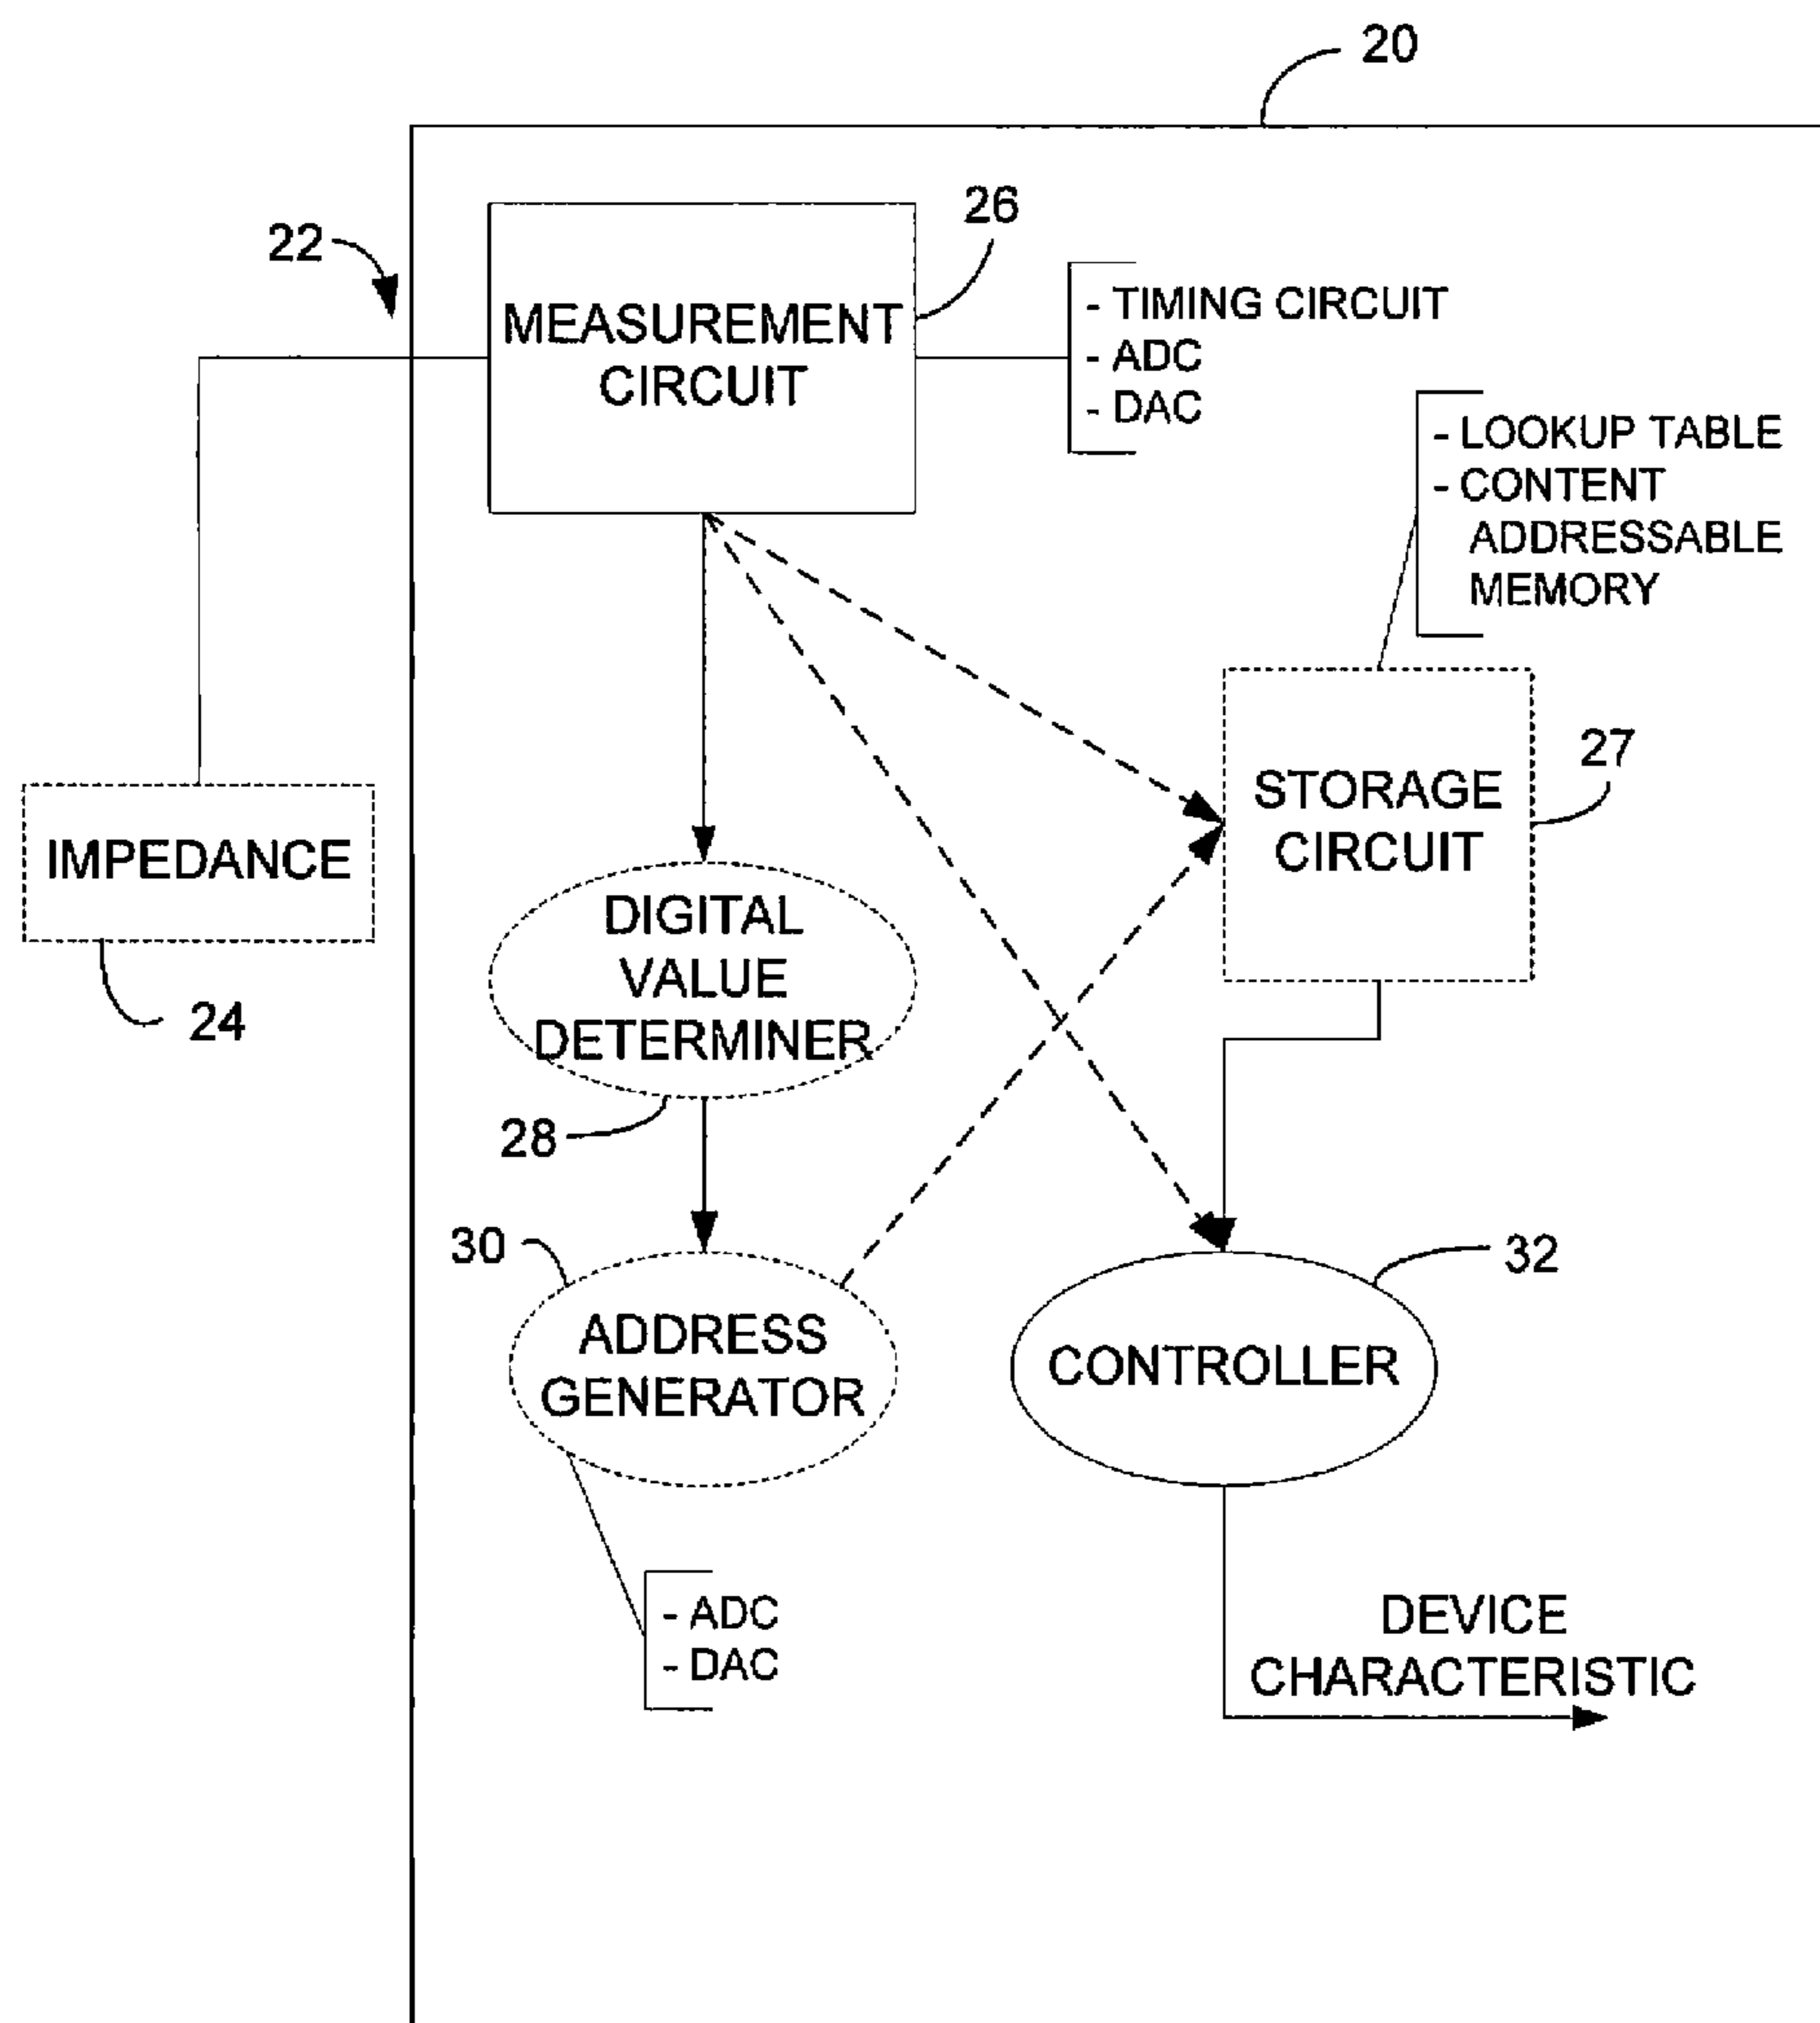 20
22
26
MEASUREMENT
CIRCUIT
- TIMING CIRCUIT
- ADC
- DAC
- LOOKUP TABLE
- CONTENT
ADDRESSABLE
MEMORY
27
STORAGE
CIRCUIT
IMPEDANCE
24
DIGITAL
VALUE
DETERMINER
28
30
ADDRESS
GENERATOR
32
CONTROLLER
- ADC
- DAC
DEVICE
CHARACTERISTIC